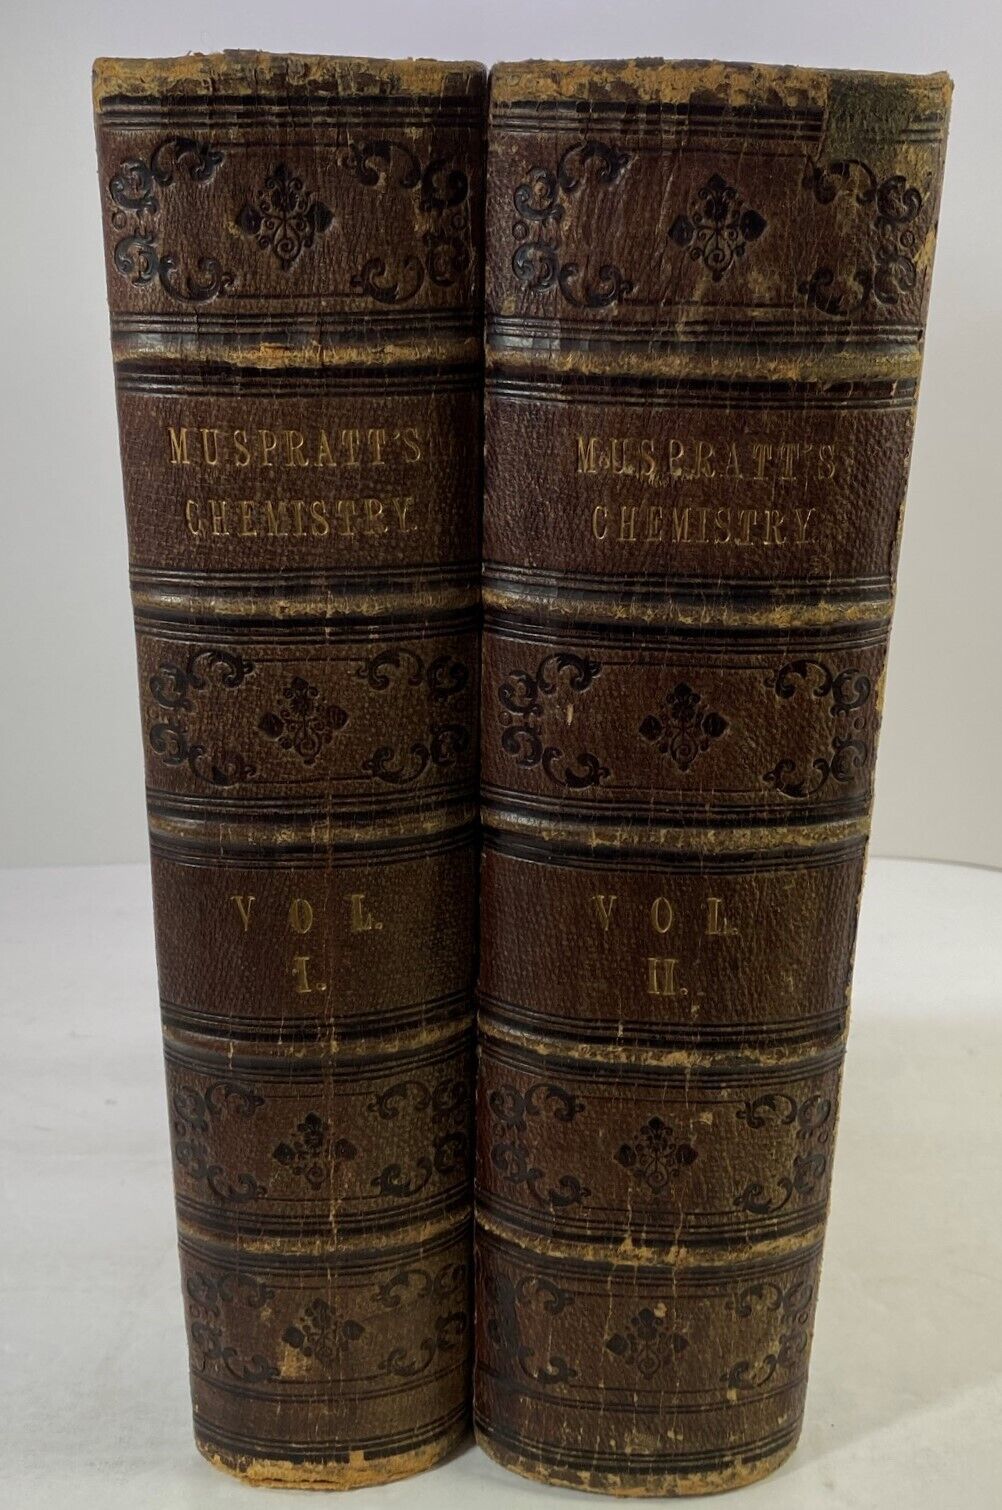 MUSPRATT'S
CHEMISTRY.
VOL.
I.
MUSPRATT'S
CHEMISTRY.
VOL.
II.